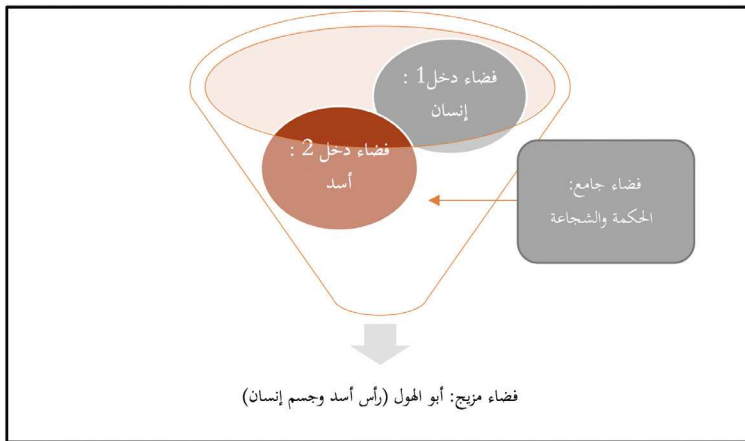 فضاء دخل1 :
إنسان
فضاء دخل 2 :
أسد
فضاء جامع:
الحكمة والشجاعة
فضاء مزيج: أبو الهول (رأس أسد وجسم إنسان)